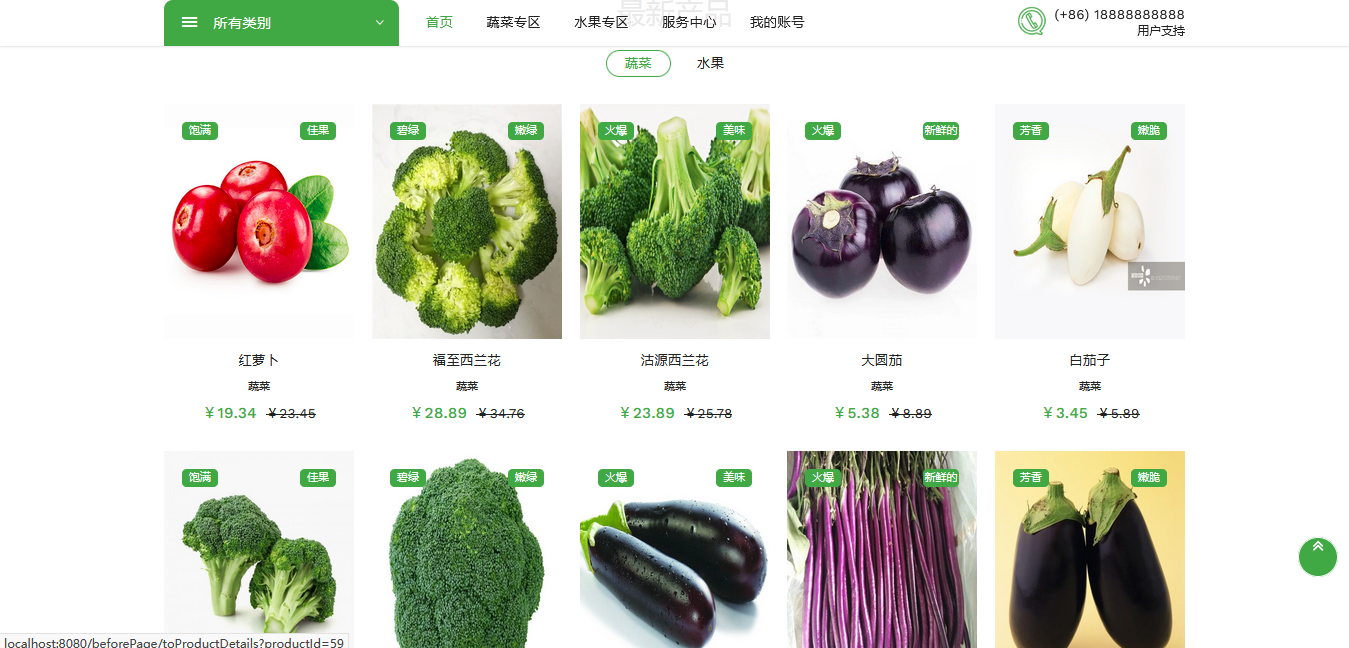 所有类别
首页 蔬菜专区 水果专区 服务中心 我的账号
最新产品
(+86) 18888888888
用户支持
蔬菜 水果
饱满 佳果 碧绿 嫩绿 火爆 美味 火爆 新鲜的 芳香 嫩脆
红萝卜 福至西兰花 沽源西兰花 大圆茄 白茄子
蔬菜 蔬菜 蔬菜 蔬菜 蔬菜
￥19.34 ￥23.45 ￥28.89 ￥34.76 ￥23.89 ￥25.78 ￥5.38 ￥8.89 ￥3.45 ￥5.89
饱满 佳果 碧绿 嫩绿 火爆 美味 火爆 新鲜的 芳香 嫩脆
localhost:8080/beforePage/toProductDetails?productId=59